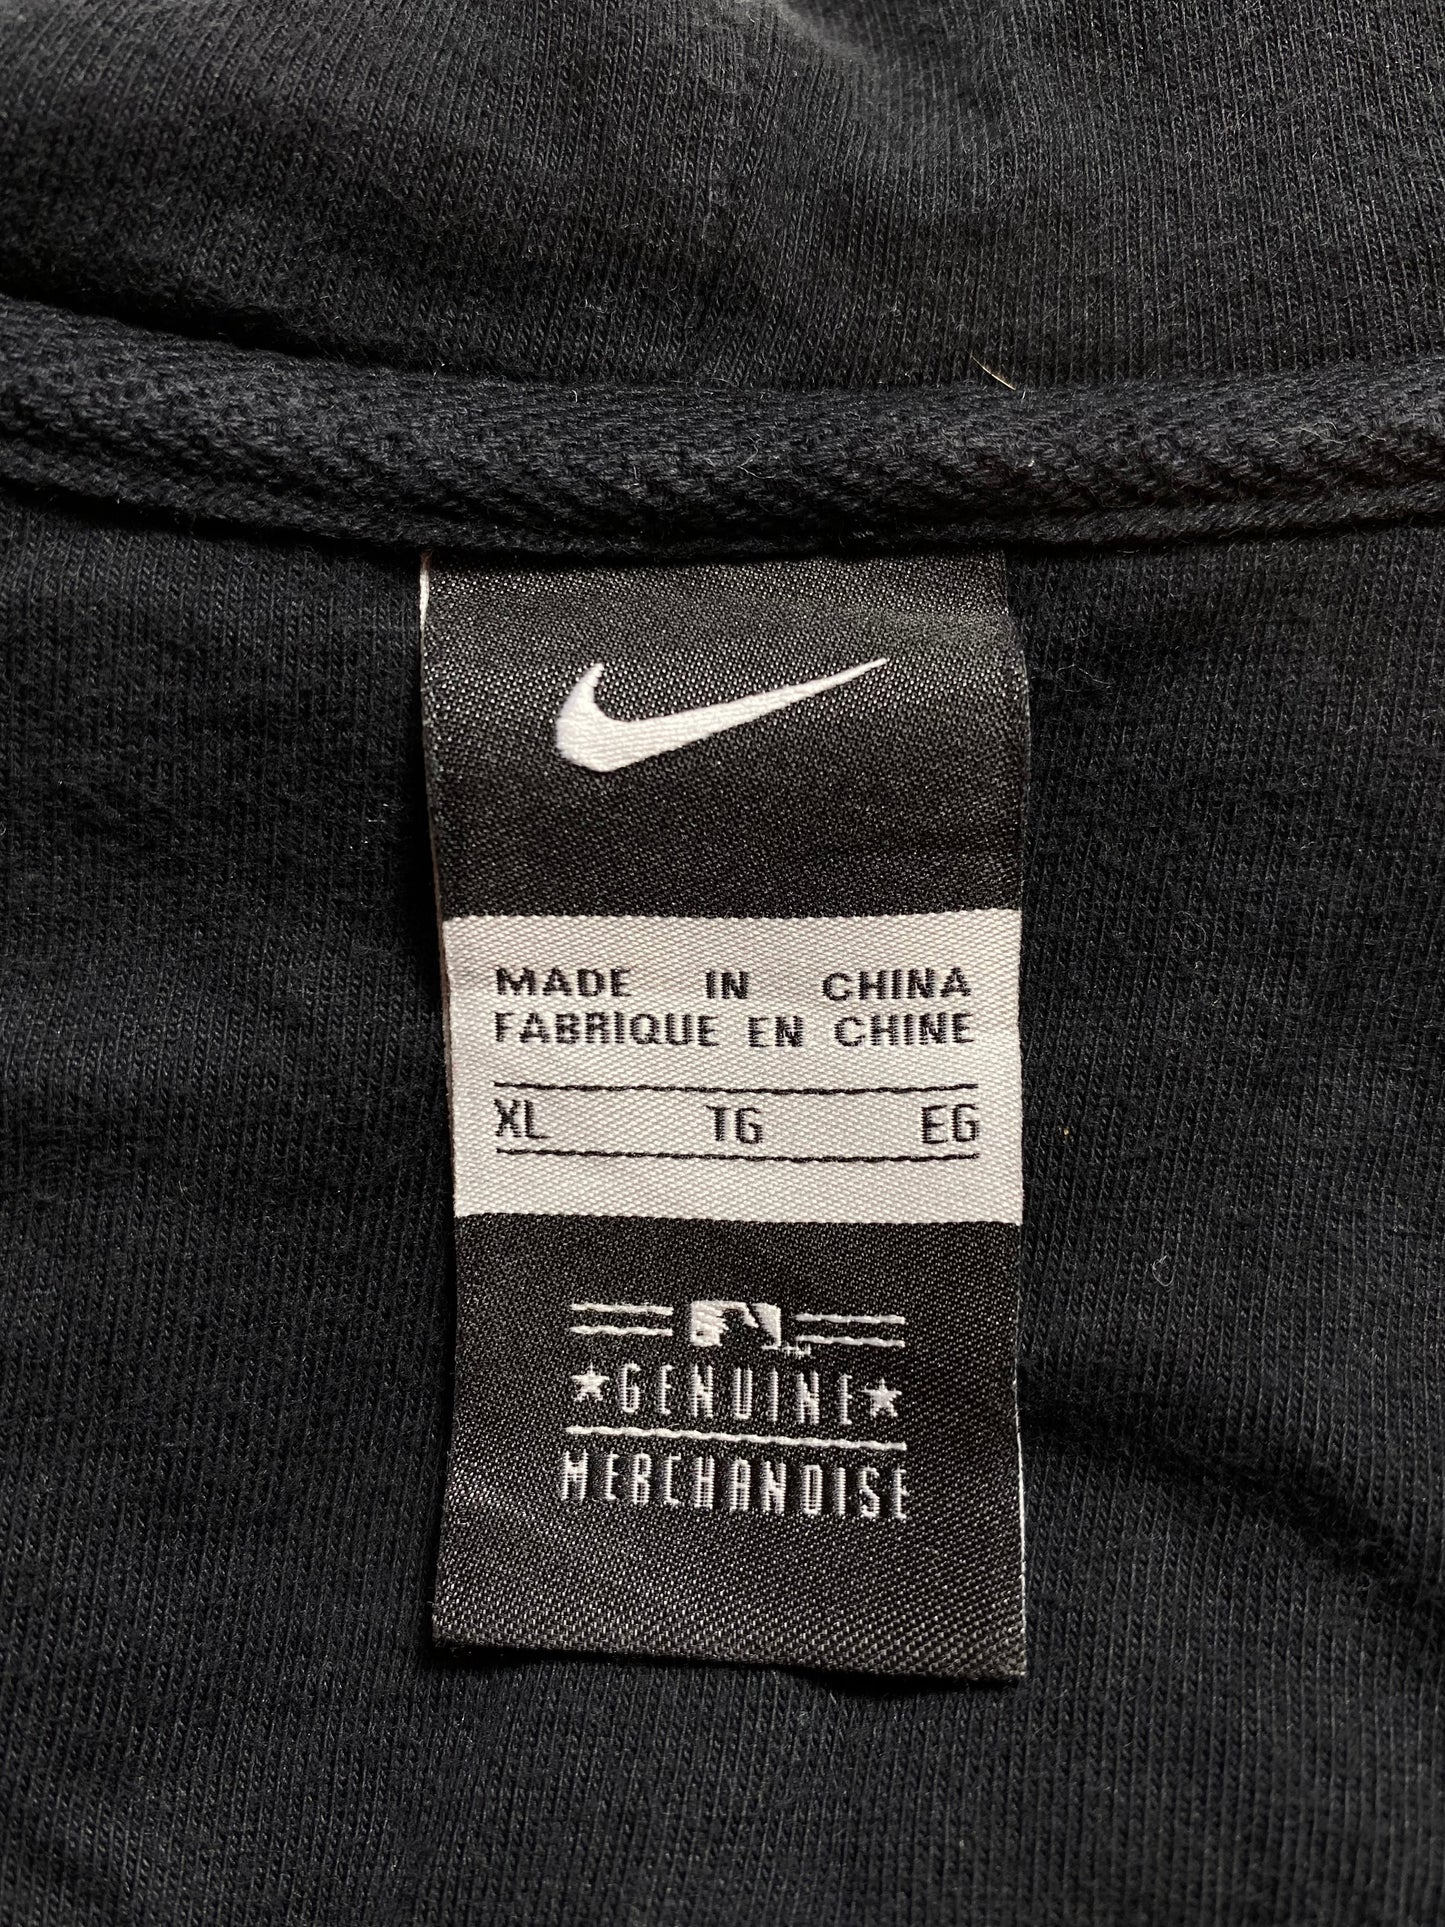 MADE IN CHINA
FABRIQUE EN CHINE
XL TG EG
GENUINE
MERCHANDISE